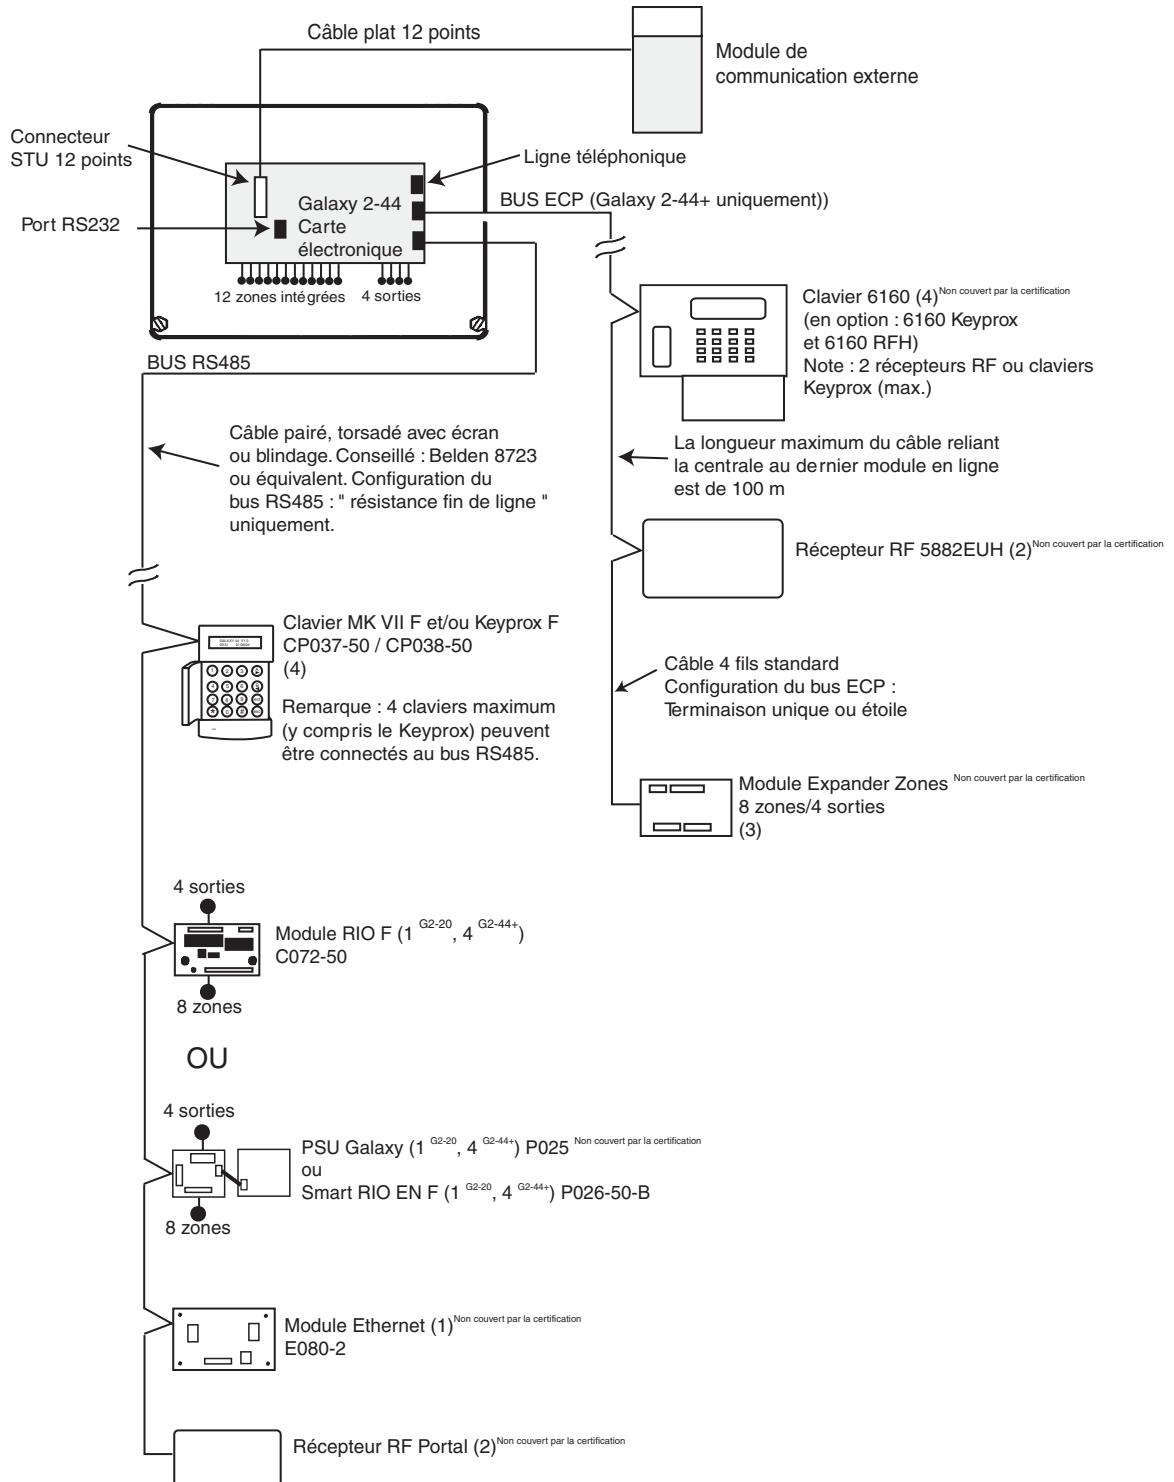 Câble plat 12 points
Module de
communication externe
Connecteur
STU 12 points
Ligne téléphonique
BUS ECP (Galaxy 2-44+ uniquement))
Port RS232
Galaxy 2-44
Carte
électronique
12 zones intégrées
4 sorties
BUS RS485
Clavier 6160 (4) Non couvert par la certification
(en option : 6160 Keyprox
et 6160 RFH)
Note : 2 récepteurs RF ou claviers
Keyprox (max.)
Câble pairé, torsadé avec écran
ou blindage. Conseillé : Belden 8723
ou équivalent. Configuration du
bus RS485 : " résistance fin de ligne "
uniquement.
La longueur maximum du câble reliant
la centrale au dernier module en ligne
est de 100 m
Récepteur RF 5882EUH (2) Non couvert par la certification
Clavier MK VII F et/ou Keyprox F
CP037-50 / CP038-50
(4)
Remarque : 4 claviers maximum
(y compris le Keyprox) peuvent
être connectés au bus RS485.
Câble 4 fils standard
Configuration du bus ECP :
Terminaison unique ou étoile
Module Expander Zones Non couvert par la certification
8 zones/4 sorties
(3)
4 sorties
Module RIO F (1 G2-20, 4 G2-44+)
C072-50
8 zones
OU
4 sorties
PSU Galaxy (1 G2-20, 4 G2-44+) P025 Non couvert par la certification
ou
Smart RIO EN F (1 G2-20, 4 G2-44+) P026-50-B
8 zones
Module Ethernet (1) Non couvert par la certification
E080-2
Récepteur RF Portal (2) Non couvert par la certification